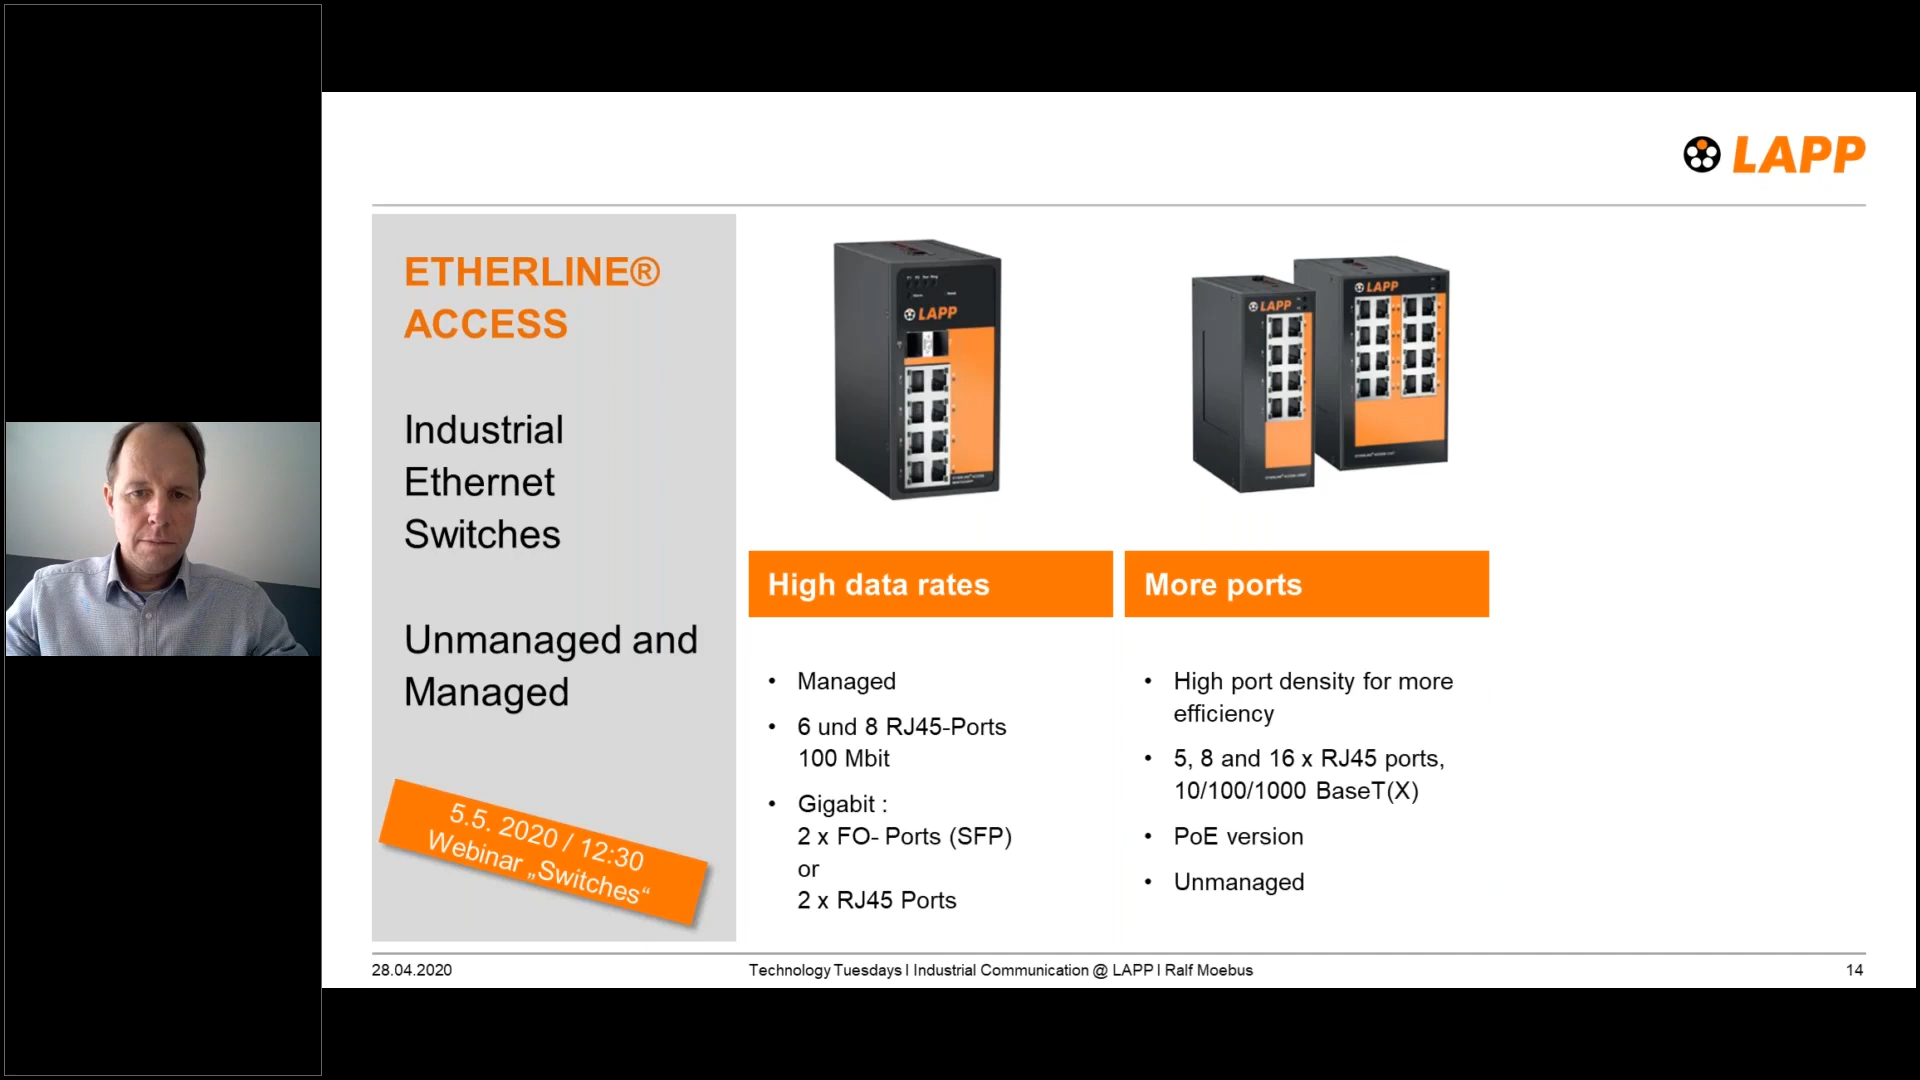 LAPP
ETHERLINE®
ACCESS
Industrial
Ethernet
Switches
Unmanaged and
Managed
5.5. 2020 / 12:30
Webinar „Switches“
LAPP
LAPP
LAPP
High data rates
More ports
• Managed
• 6 und 8 RJ45-Ports
100 Mbit
• Gigabit :
2 x FO- Ports (SFP)
or
2 x RJ45 Ports
• High port density for more
efficiency
• 5, 8 and 16 x RJ45 ports,
10/100/1000 BaseT(X)
• PoE version
• Unmanaged
28.04.2020
Technology Tuesdays I Industrial Communication @ LAPP I Ralf Moebus
14